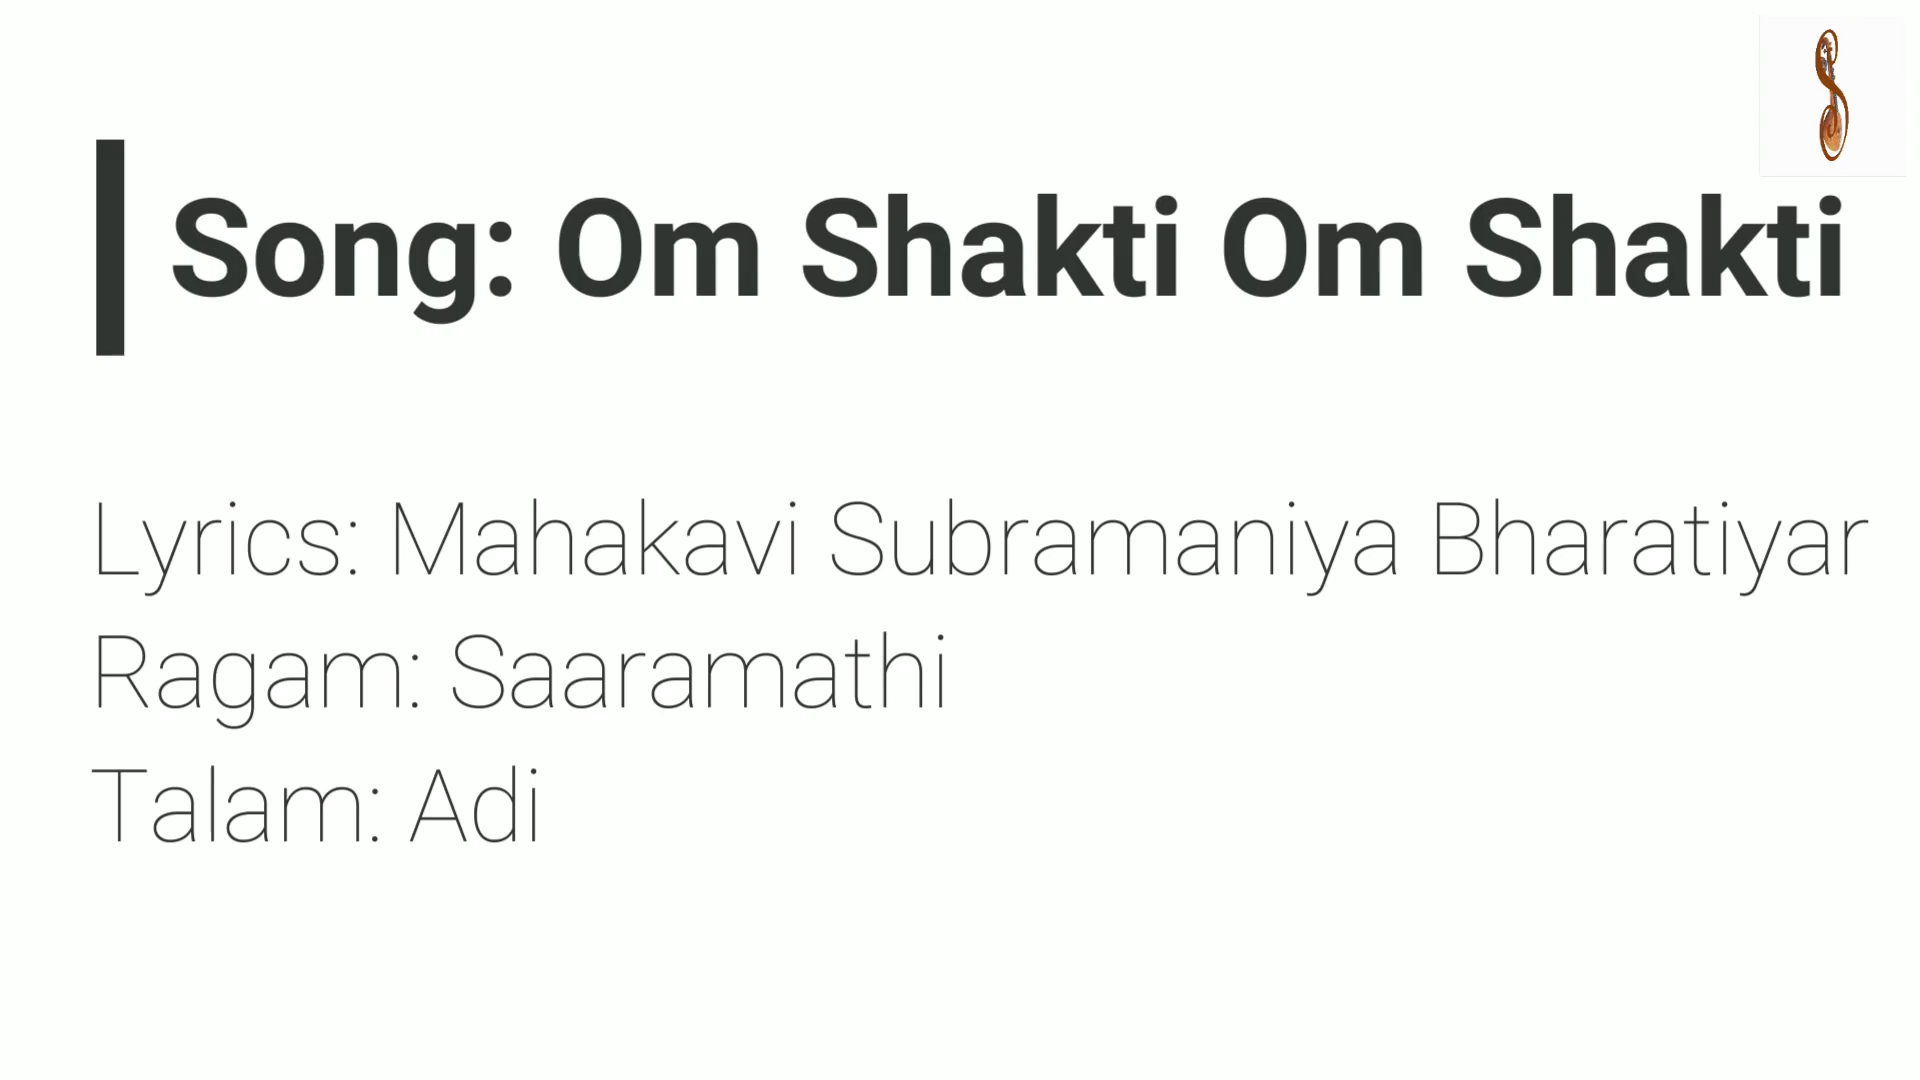 Song: Om Shakti Om Shakti
Lyrics: Mahakavi Subramaniya Bharatiyar
Ragam: Saaramathi
Talam: Adi